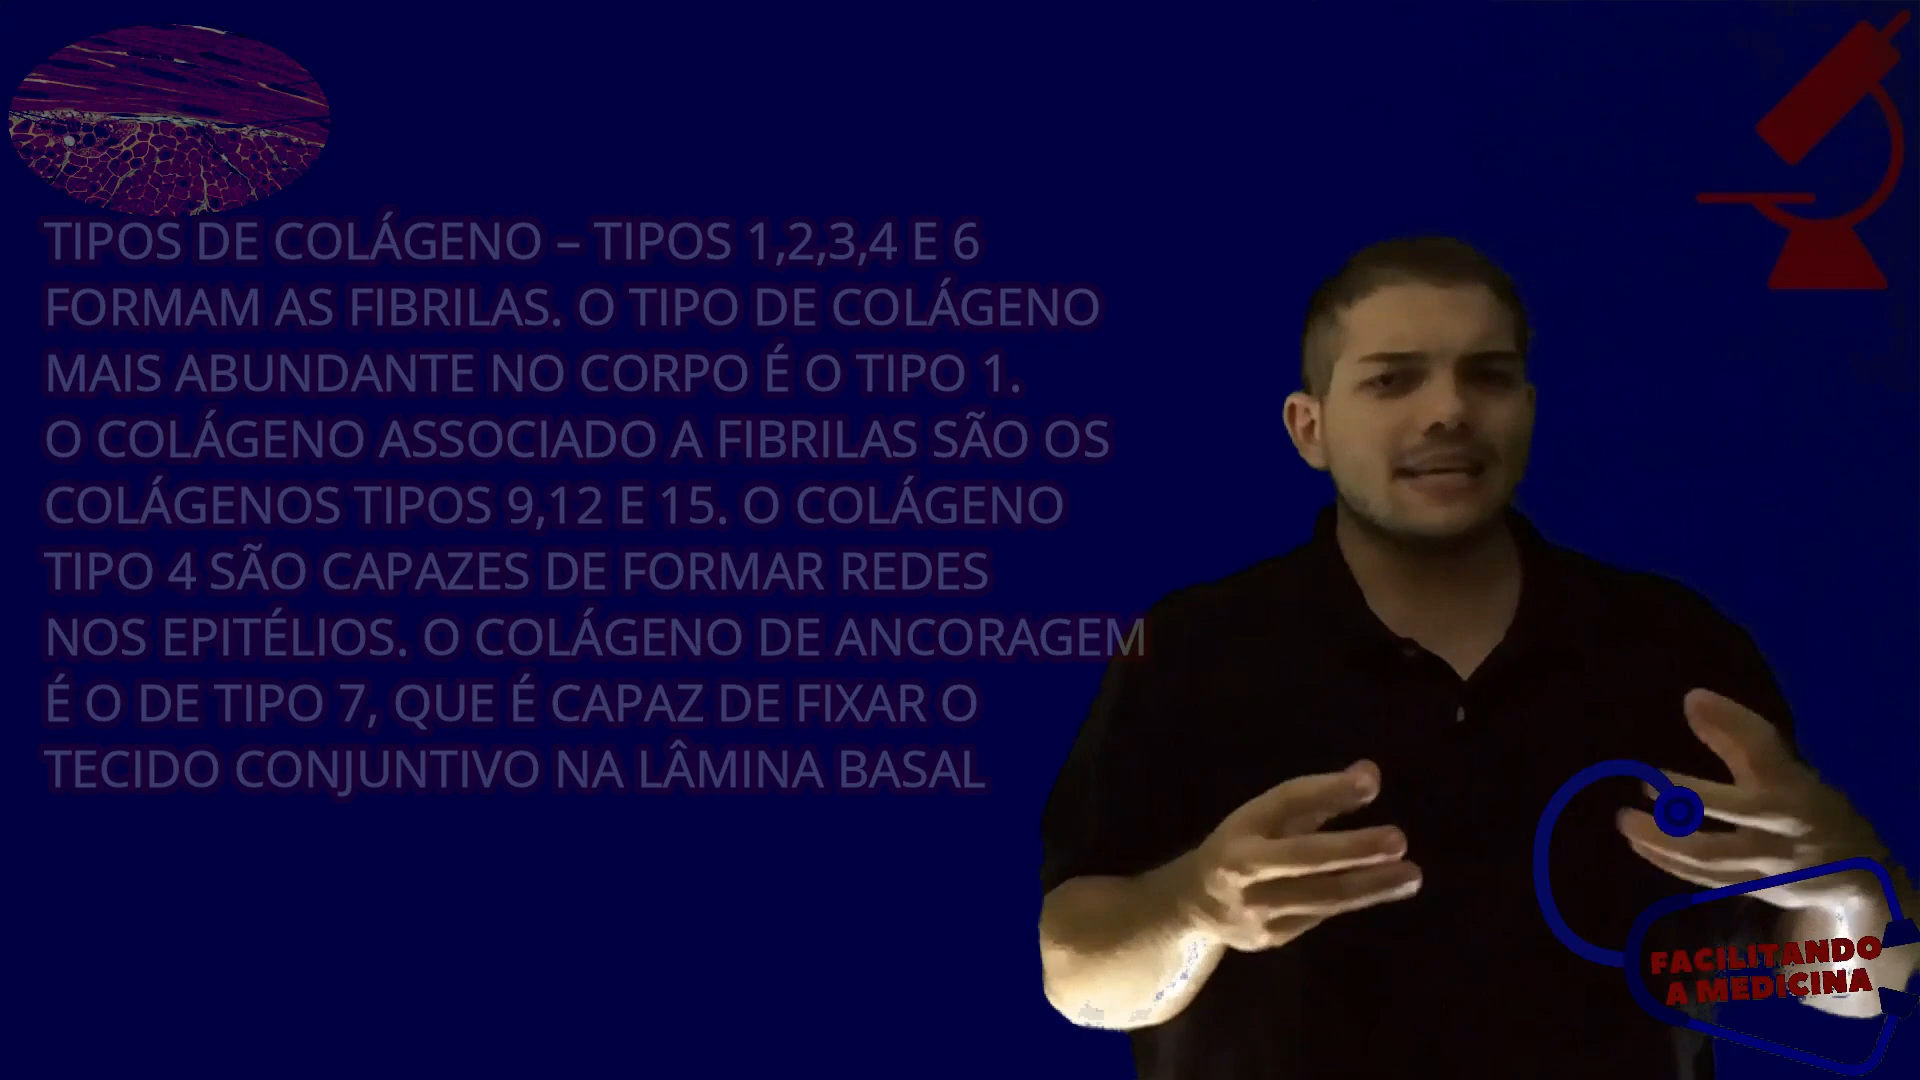 TIPOS DE COLÁGENO – TIPOS 1,2,3,4 E 6
FORMAM AS FIBRILAS. O TIPO DE COLÁGENO
MAIS ABUNDANTE NO CORPO É O TIPO 1.
O COLÁGENO ASSOCIADO A FIBRILAS SÃO OS
COLÁGENOS TIPOS 9,12 E 15. O COLÁGENO
TIPO 4 SÃO CAPAZES DE FORMAR REDES
NOS EPITÉLIOS. O COLÁGENO DE ANCORAGEM
É O DE TIPO 7, QUE É CAPAZ DE FIXAR O
TECIDO CONJUNTIVO NA LÂMINA BASAL
FACILITANDO
A MEDICINA